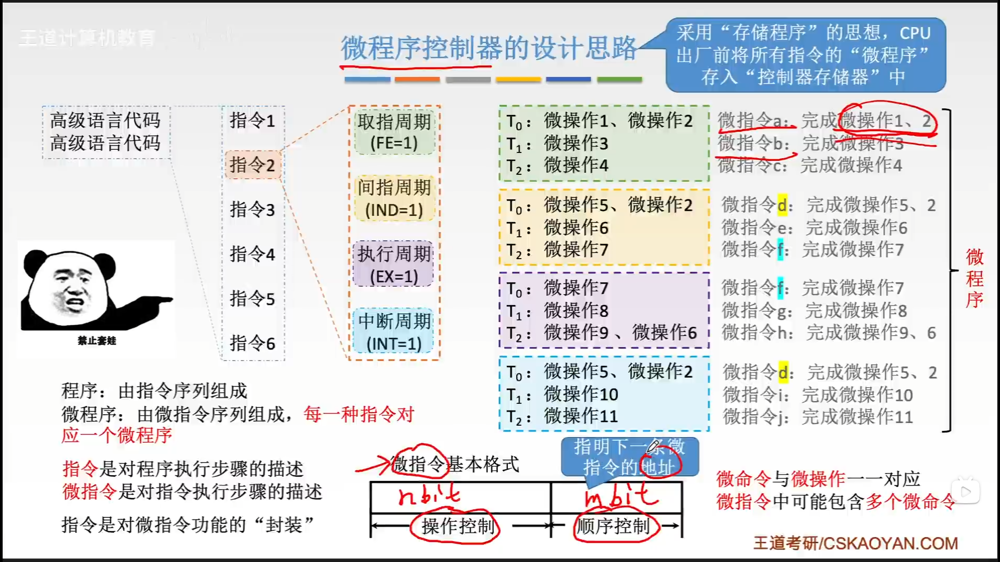 王道计算机教育
微程序控制器的设计思路
采用“存储程序”的思想，CPU
出厂前将所有指令的“微程序”
存入“控制器存储器”中
高级语言代码
高级语言代码
指令1
指令2
指令3
指令4
指令5
指令6
取指周期
(FE=1)
间指周期
(IND=1)
执行周期
(EX=1)
中断周期
(INT=1)
T0：微操作1、微操作2
T1：微操作3
T2：微操作4
T0：微操作5、微操作2
T1：微操作6
T2：微操作7
T0：微操作7
T1：微操作8
T2：微操作9 、微操作6
T0：微操作5、微操作2
T1：微操作10
T2：微操作11
微指令a：完成微操作1、2
微指令b：完成微操作3
微指令c：完成微操作4
微指令d：完成微操作5、2
微指令e：完成微操作6
微指令f：完成微操作7
微指令f：完成微操作7
微指令g：完成微操作8
微指令h：完成微操作9、6
微指令d：完成微操作5、2
微指令i：完成微操作10
微指令j：完成微操作11
微
程
序
禁止套娃
程序：由指令序列组成
微程序：由微指令序列组成，每一种指令对
应一个微程序
指令是对程序执行步骤的描述
微指令是对指令执行步骤的描述
指令是对微指令功能的“封装”
微指令基本格式
指明下一条微
指令的地址
nbit
mbit
操作控制
顺序控制
微命令与微操作一一对应
微指令中可能包含多个微命令
王道考研/CSKAOYAN.COM